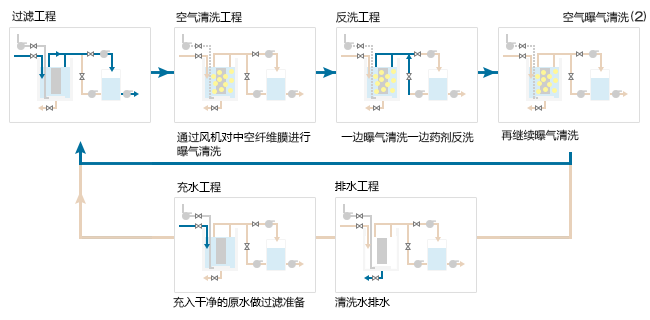 过滤工程
空气清洗工程
反洗工程
空气曝气清洗(2)
通过风机对中空纤维膜进行
曝气清洗
一边曝气清洗一边药剂反洗
再继续曝气清洗
充水工程
排水工程
充入干净的原水做过滤准备
清洗水排水